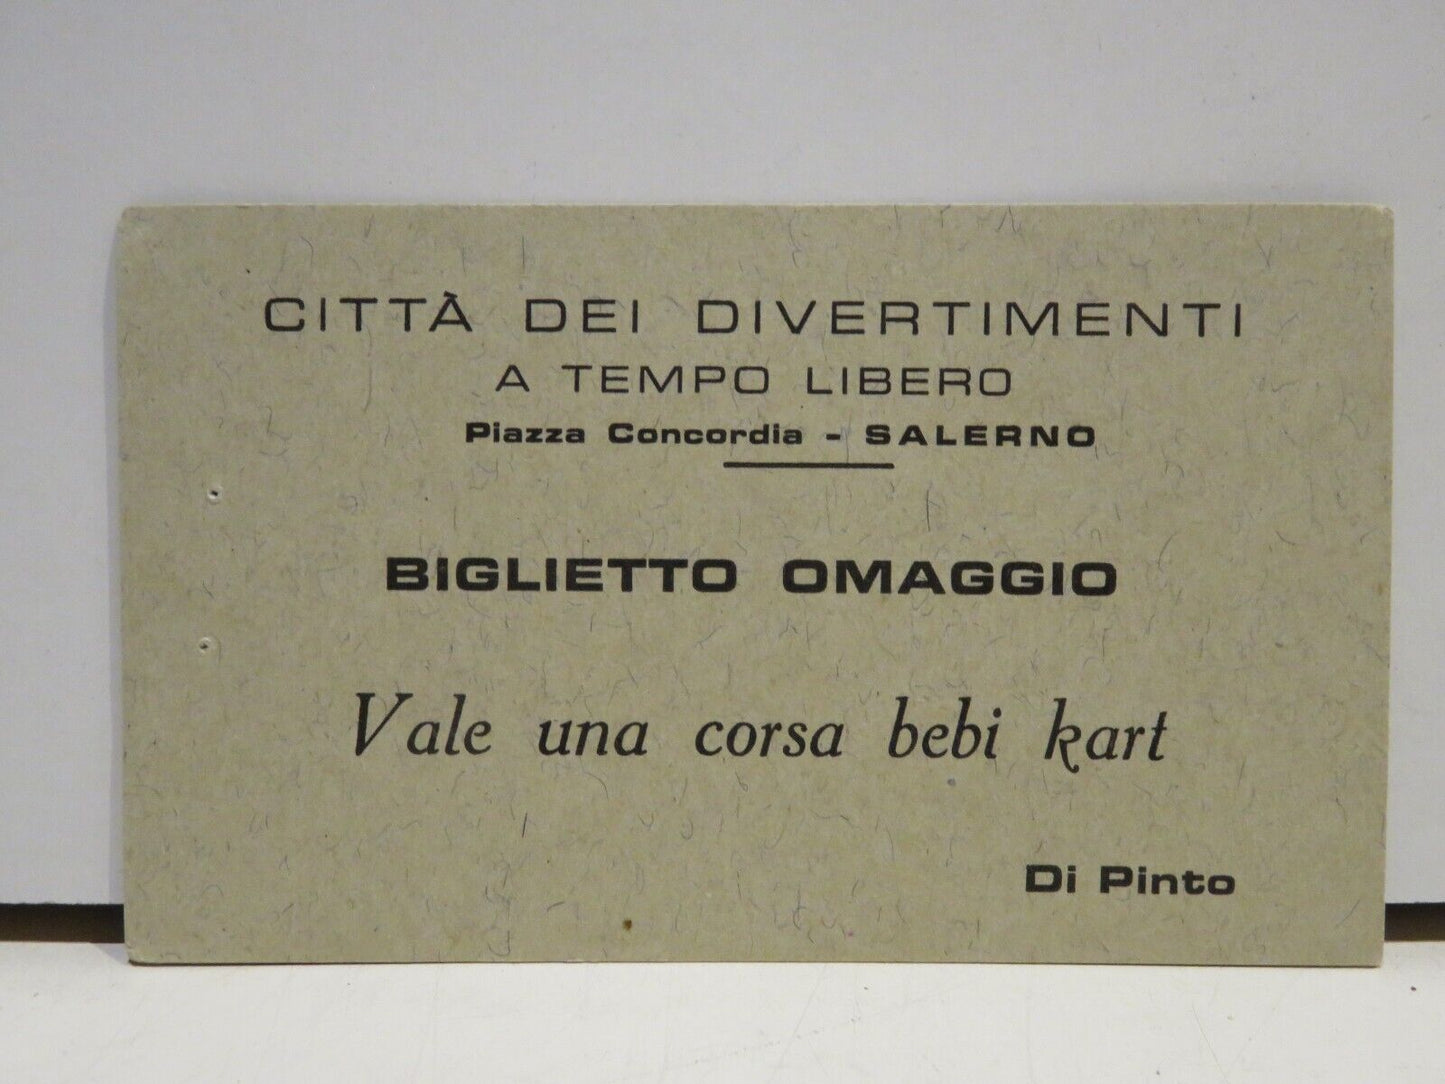 CITTÀ DEI DIVERTIMENTI
A TEMPO LIBERO
Piazza Concordia - SALERNO
BIGLIETTO OMAGGIO
Vale una corsa bebi kart
Di Pinto